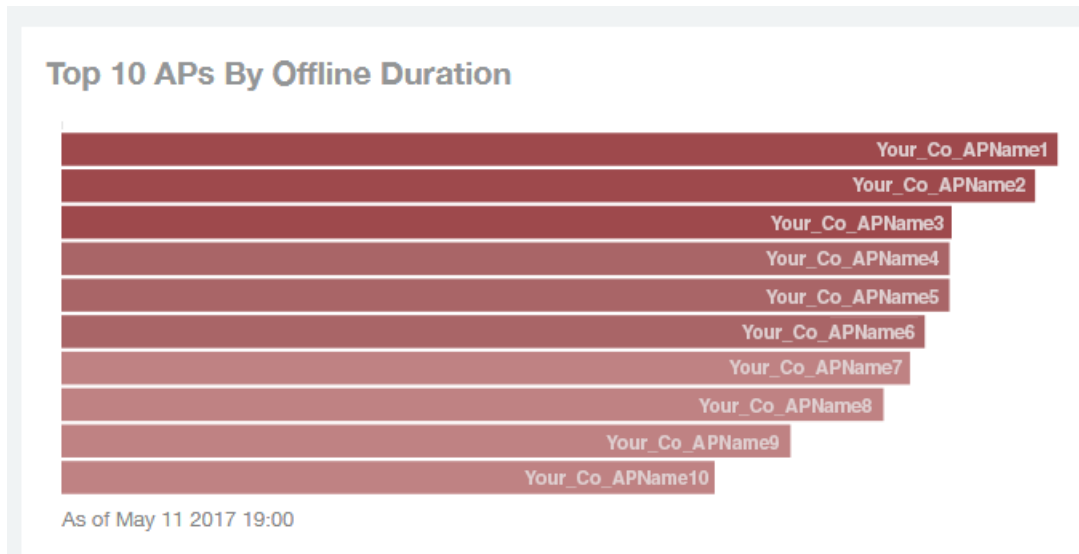 Top 10 APs By Offline Duration
Your_Co_APName1
Your_Co_APName2
Your_Co_APName3
Your_Co_APName4
Your_Co_APName5
Your_Co_APName6
Your_Co_APName7
Your_Co_APName8
Your_Co_APName9
Your_Co_APName10
As of May 11 2017 19:00